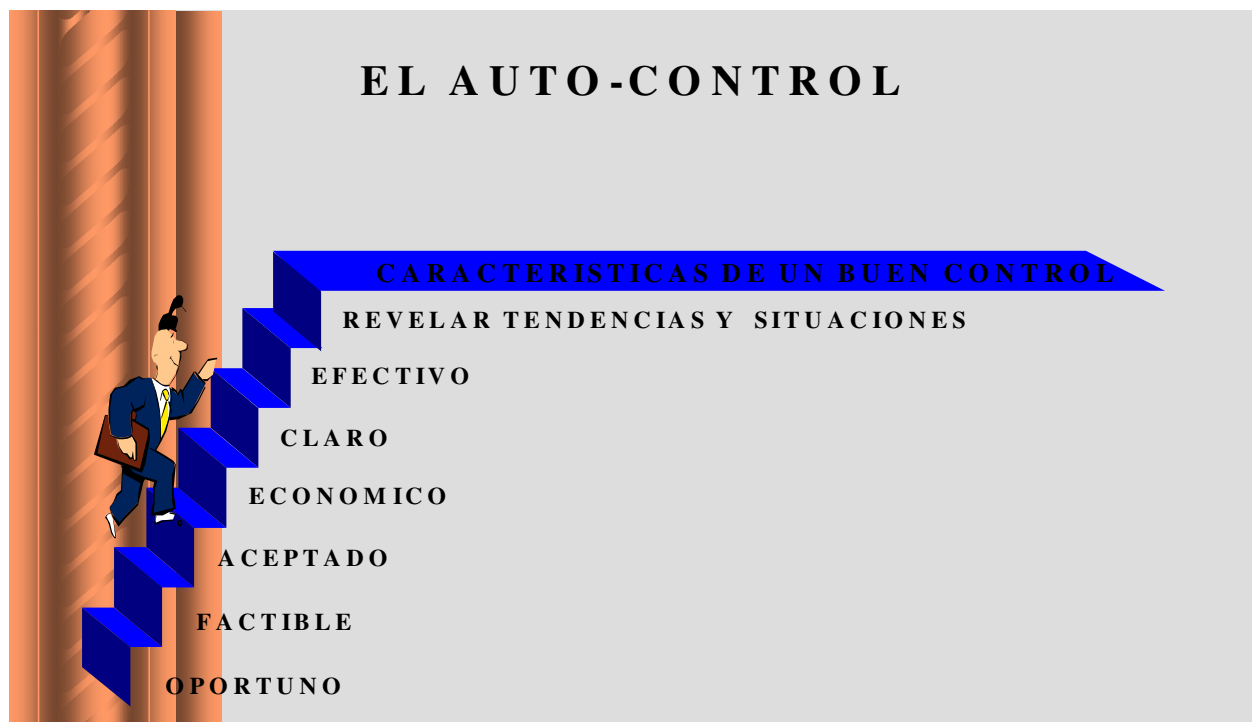 EL AUTO-CONTROL
CARACTERISTICAS DE UN BUEN CONTROL
REVELAR TENDENCIAS Y SITUACIONES
EFECTIVO
CLARO
ECONOMICO
ACEPTADO
FACTIBLE
OPORTUNO